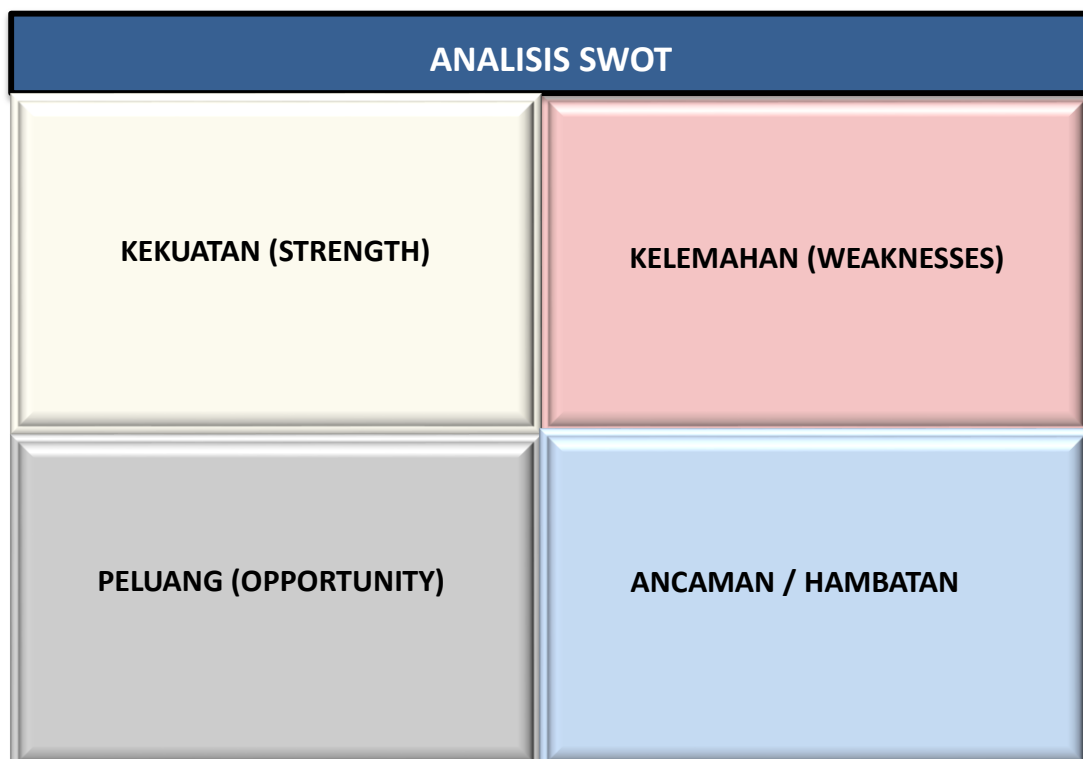 ANALISIS SWOT
KEKUATAN (STRENGTH)
KELEMAHAN (WEAKNESSES)
PELUANG (OPPORTUNITY)
ANCAMAN / HAMBATAN